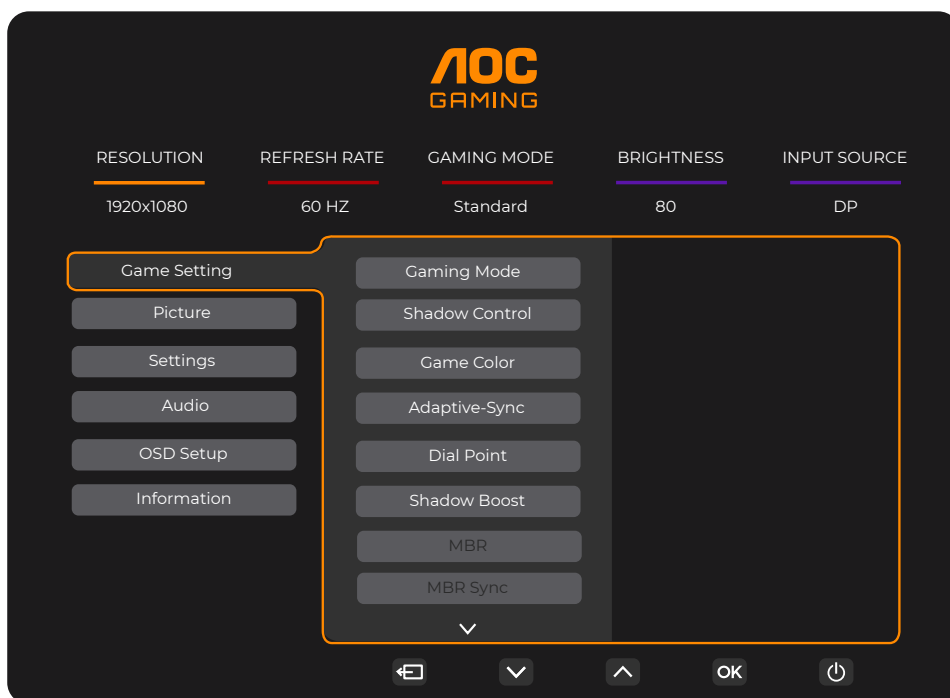 AOC
GAMING
RESOLUTION REFRESH RATE GAMING MODE BRIGHTNESS INPUT SOURCE
1920x1080 60 HZ Standard 80 DP
Game Setting
Picture
Settings
Audio
OSD Setup
Information
Gaming Mode
Shadow Control
Game Color
Adaptive-Sync
Dial Point
Shadow Boost
MBR
MBR Sync
OK